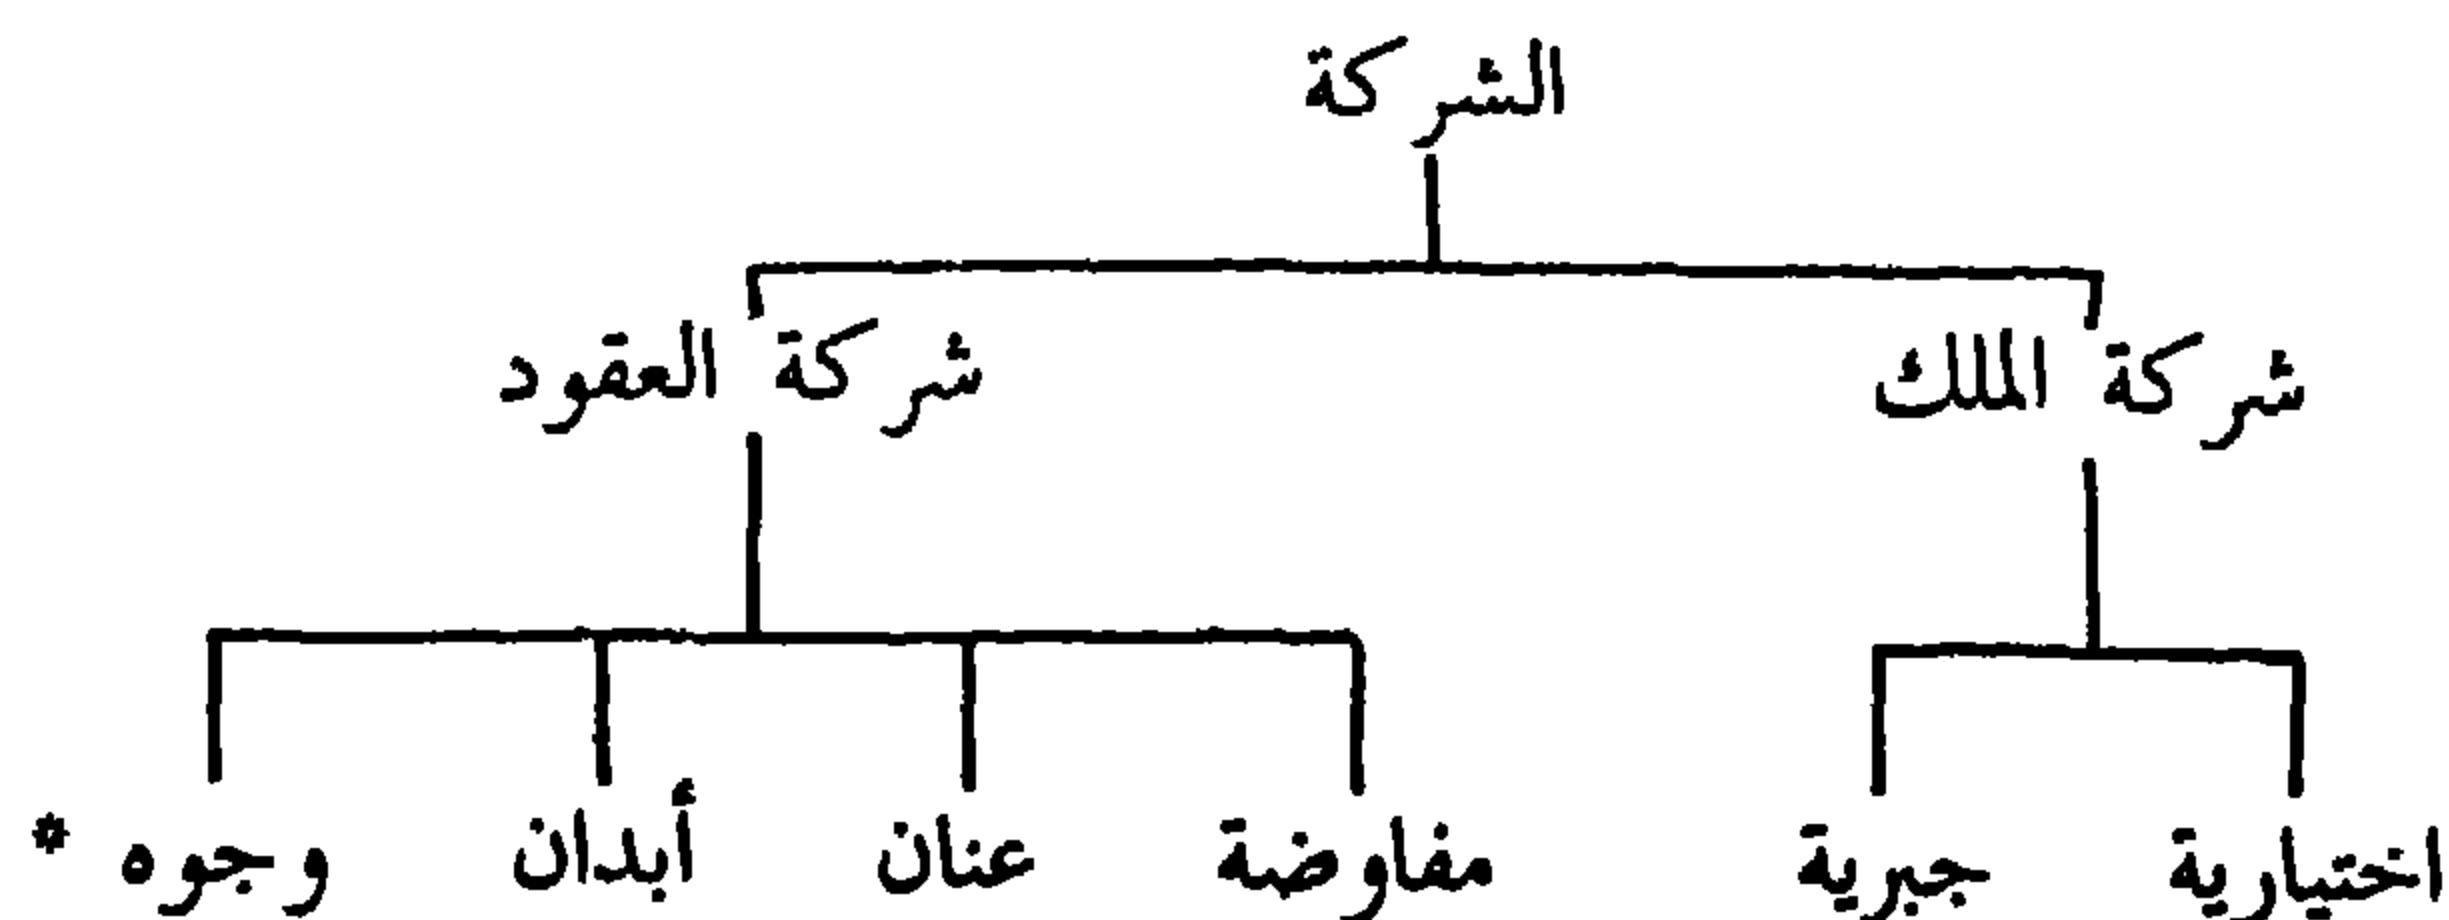 الشركة
شركة الملك شركة العقود
اختيارية جبرية مفاوضة عنان أبدان وجوه *